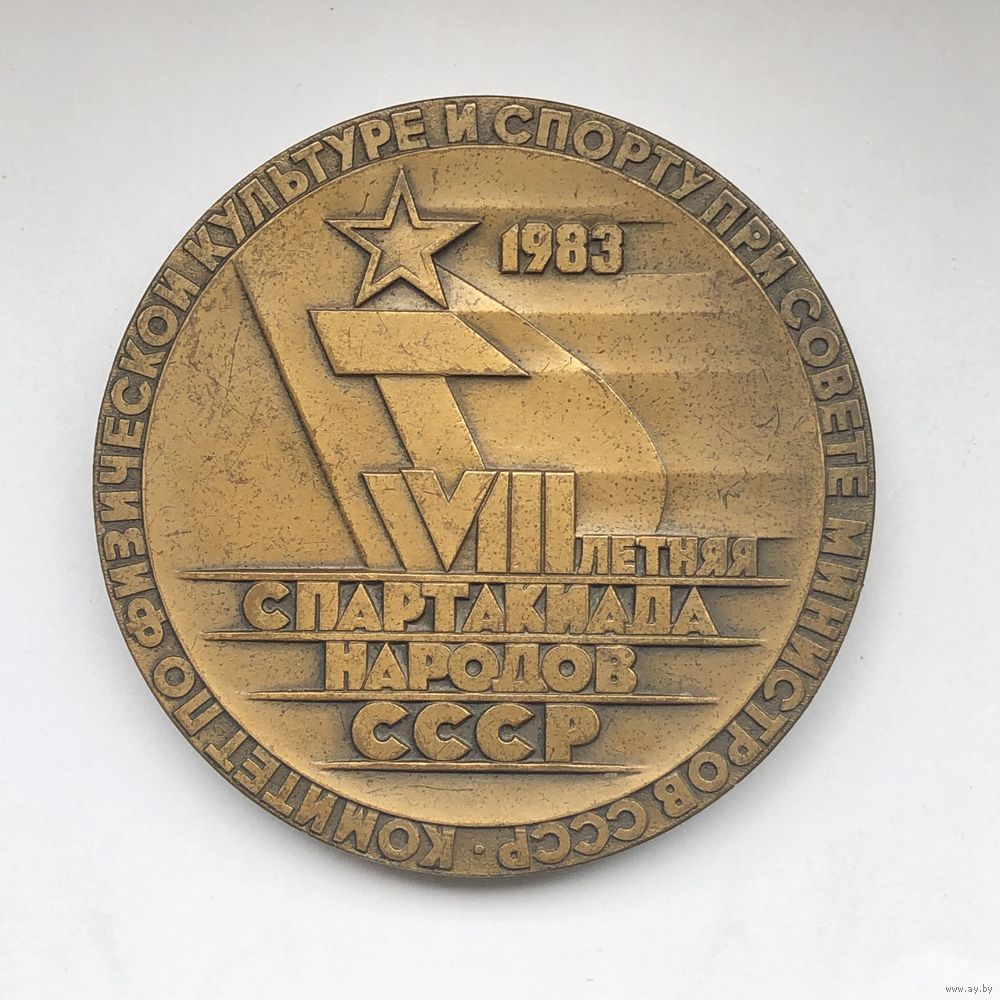 КОМИТЕТ ПО ФИЗИЧЕСКОЙ КУЛЬТУРЕ И СПОРТУ ПРИ СОВЕТЕ МИНИСТРОВ СССР ·
1983
VIII ЛЕТНЯЯ
СПАРТАКИАДА
НАРОДОВ
СССР
www.ay.by